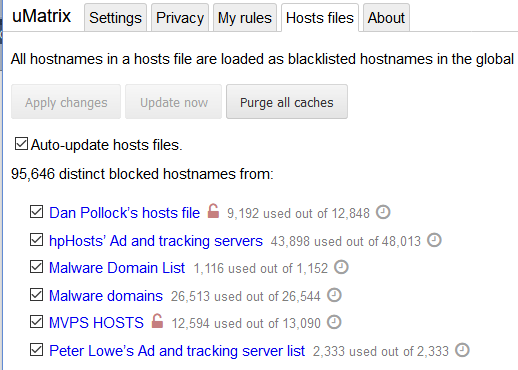 uMatrix Settings Privacy My rules Hosts files About
All hostnames in a hosts file are loaded as blacklisted hostnames in the global
Apply changes Update now Purge all caches
Auto-update hosts files.
95,646 distinct blocked hostnames from:
Dan Pollock's hosts file 9,192 used out of 12,848
hpHosts' Ad and tracking servers 43,898 used out of 48,013
Malware Domain List 1,116 used out of 1,152
Malware domains 26,513 used out of 26,544
MVPS HOSTS 12,594 used out of 13,090
Peter Lowe's Ad and tracking server list 2,333 used out of 2,333